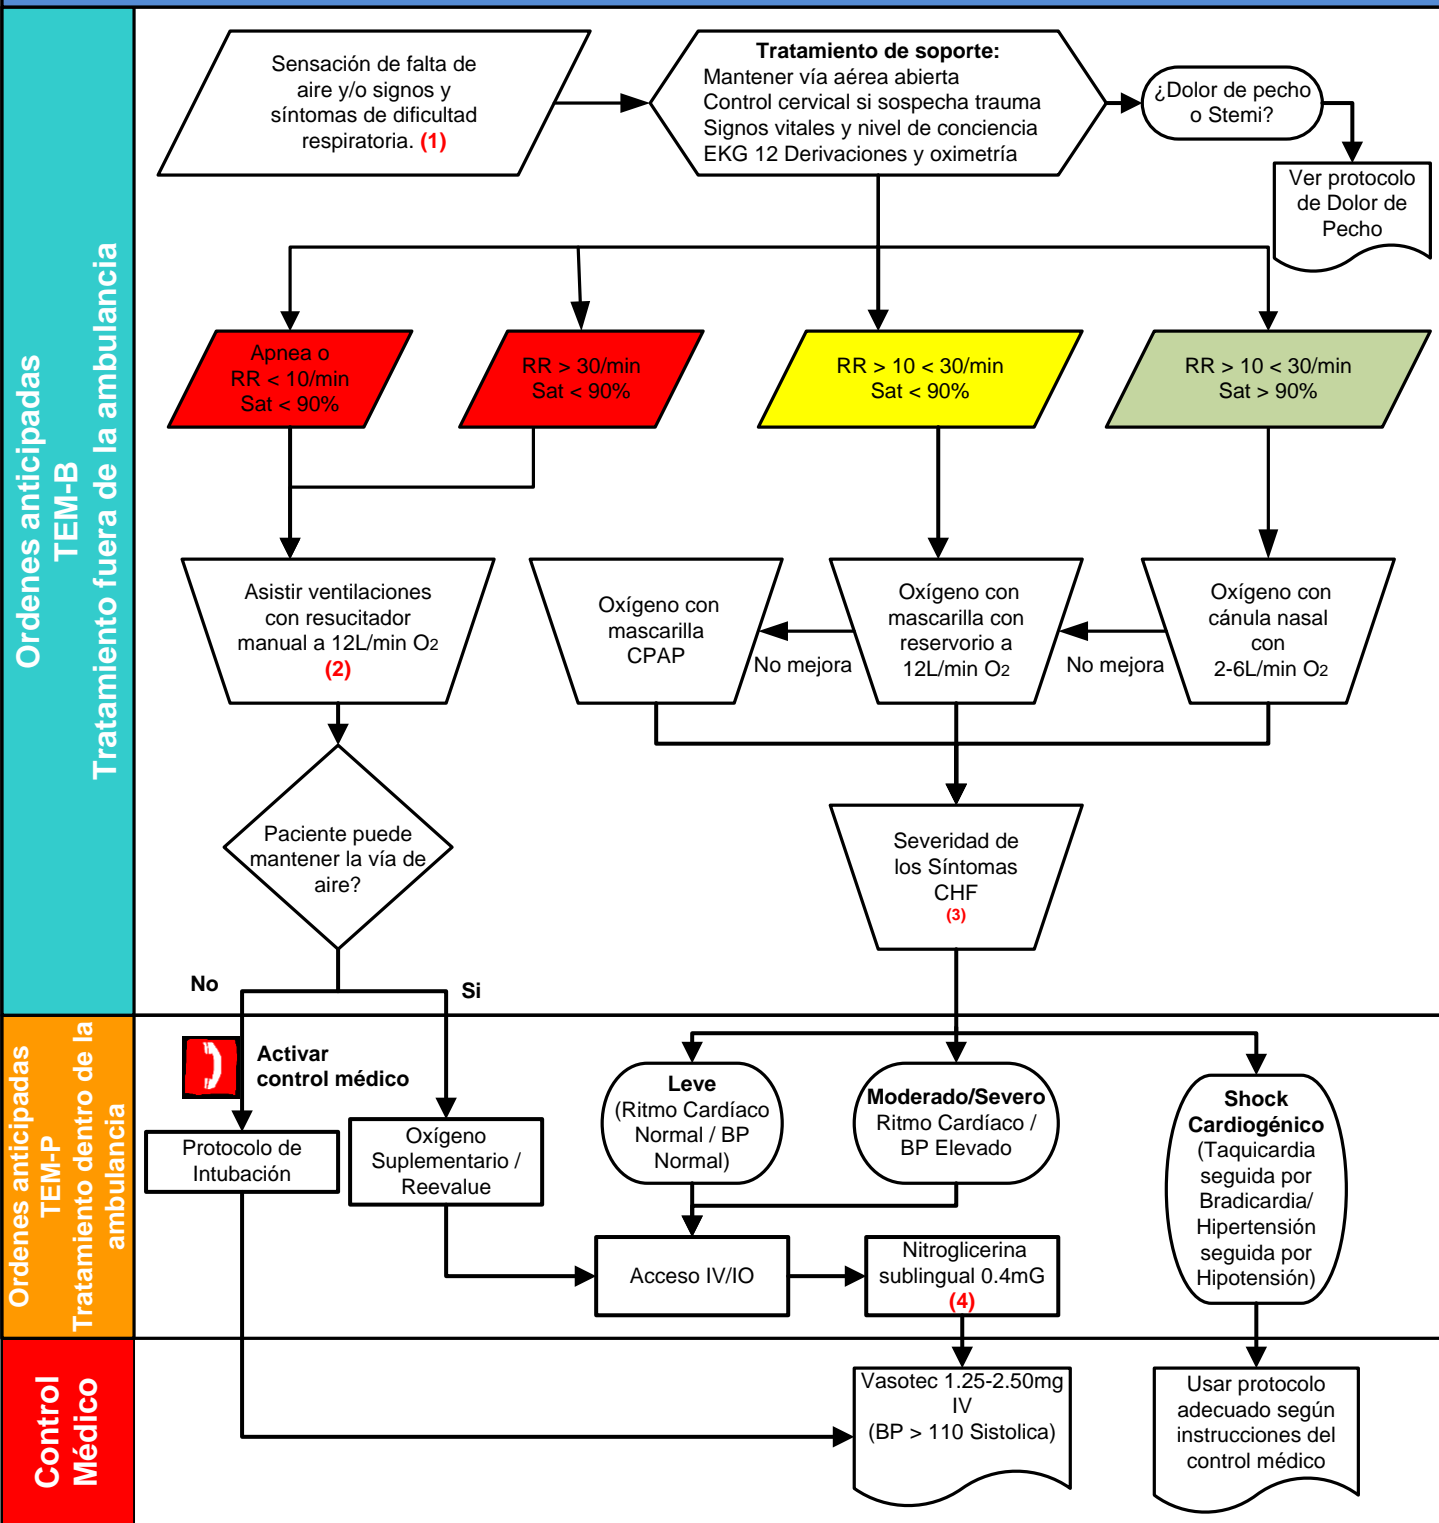 Ordenes anticipadas
TEM-B
Tratamiento fuera de la ambulancia
Sensación de falta de
aire y/o signos y
síntomas de dificultad
respiratoria. (1)
Tratamiento de soporte:
Mantener vía aérea abierta
Control cervical si sospecha trauma
Signos vitales y nivel de conciencia
EKG 12 Derivaciones y oximetría
¿Dolor de pecho
o Stemi?
Ver protocolo
de Dolor de
Pecho
Apnea o
RR < 10/min
Sat < 90%
RR > 30/min
Sat < 90%
RR > 10 < 30/min
Sat < 90%
RR > 10 < 30/min
Sat > 90%
Asistir ventilaciones
con resucitador
manual a 12L/min O2
(2)
Oxígeno con
mascarilla
CPAP
No mejora
Oxígeno con
mascarilla con
reservorio a
12L/min O2
No mejora
Oxígeno con
cánula nasal
con
2-6L/min O2
Paciente puede
mantener la vía de
aire?
Severidad de
los Síntomas
CHF
(3)
No
Si
Ordenes anticipadas
TEM-P
Tratamiento dentro de la
ambulancia
Activar
control médico
Protocolo de
Intubación
Oxígeno
Suplementario /
Reevalue
Leve
(Ritmo Cardíaco
Normal / BP
Normal)
Moderado/Severo
Ritmo Cardíaco /
BP Elevado
Shock
Cardiogénico
(Taquicardia
seguida por
Bradicardia/
Hipertensión
seguida por
Hipotensión)
Acceso IV/IO
Nitroglicerina
sublingual 0.4mG
(4)
Control
Médico
Vasotec 1.25-2.50mg
IV
(BP > 110 Sistolica)
Usar protocolo
adecuado según
instrucciones del
control médico